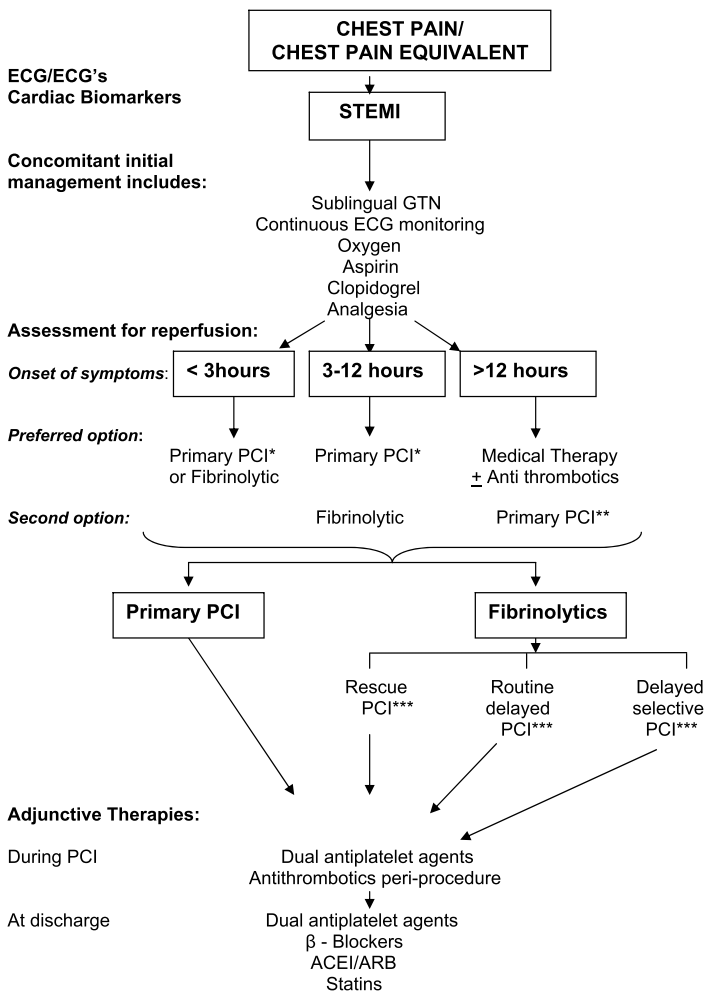 CHEST PAIN/
CHEST PAIN EQUIVALENT
ECG/ECG’s
Cardiac Biomarkers
STEMI
Concomitant initial
management includes:
Sublingual GTN
Continuous ECG monitoring
Oxygen
Aspirin
Clopidogrel
Analgesia
Assessment for reperfusion:
Onset of symptoms:
< 3hours
3-12 hours
>12 hours
Preferred option:
Primary PCI*
or Fibrinolytic
Primary PCI*
Medical Therapy
+ Anti thrombotics
Second option:
Fibrinolytic
Primary PCI**
Primary PCI
Fibrinolytics
Rescue
PCI***
Routine
delayed
PCI***
Delayed
selective
PCI***
Adjunctive Therapies:
During PCI
Dual antiplatelet agents
Antithrombotics peri-procedure
At discharge
Dual antiplatelet agents
β - Blockers
ACEI/ARB
Statins